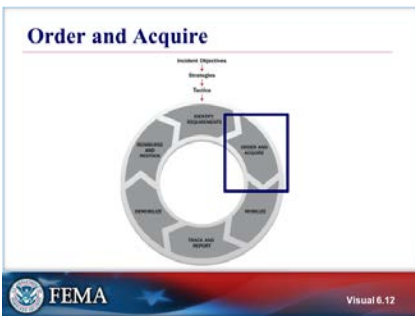 Order and Acquire
Incident Objectives
Strategies
Tactics
IDENTIFY
REQUIREMENTS
ORDER AND
ACQUIRE
MOBILIZE
TRACK AND
REPORT
DEMOBILIZE
REIMBURSE
AND
RESTOCK
FEMA
Visual 6.12